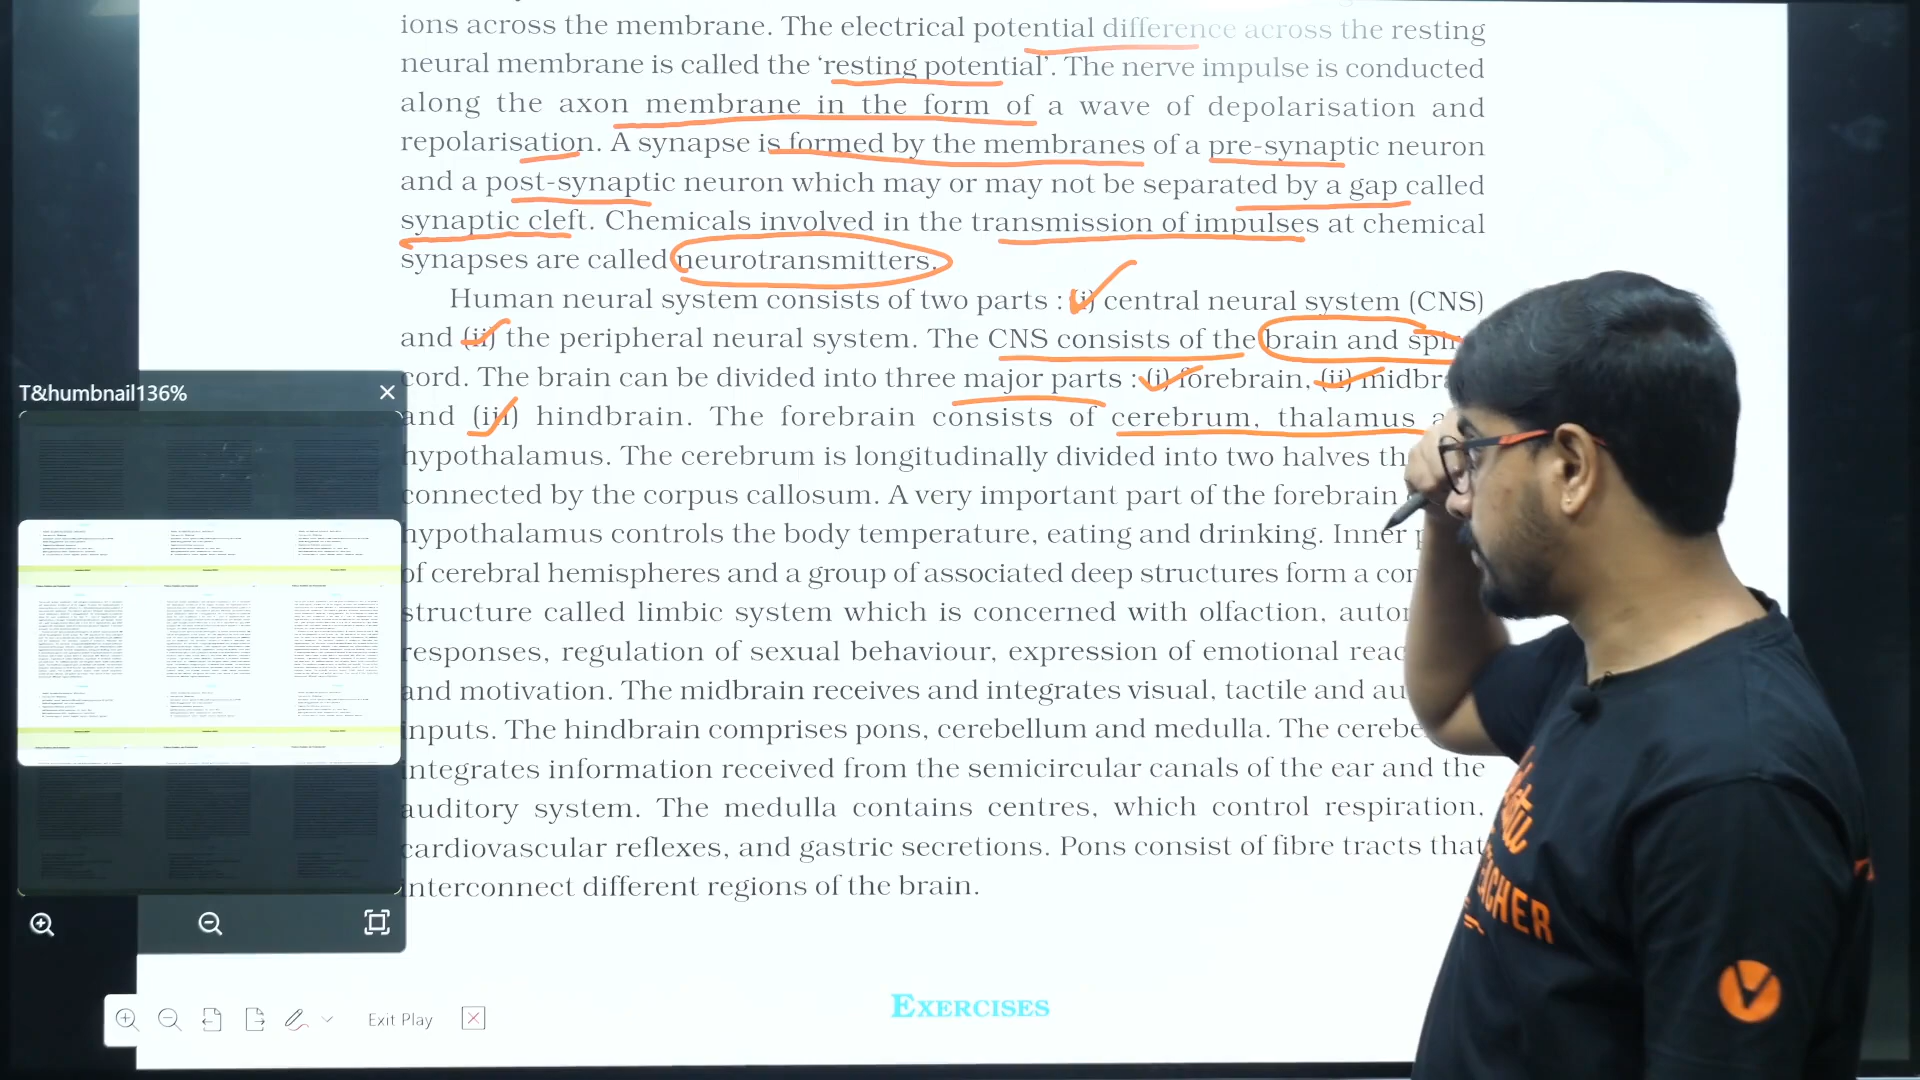 ions across the membrane. The electrical potential difference across the resting
neural membrane is called the ‘resting potential’. The nerve impulse is conducted
along the axon membrane in the form of a wave of depolarisation and
repolarisation. A synapse is formed by the membranes of a pre-synaptic neuron
and a post-synaptic neuron which may or may not be separated by a gap called
synaptic cleft. Chemicals involved in the transmission of impulses at chemical
synapses are called neurotransmitters.
Human neural system consists of two parts : (i) central neural system (CNS)
and (ii) the peripheral neural system. The CNS consists of the brain and spin
cord. The brain can be divided into three major parts : (i) forebrain, (ii) midbra
and (iii) hindbrain. The forebrain consists of cerebrum, thalamus a
hypothalamus. The cerebrum is longitudinally divided into two halves th
connected by the corpus callosum. A very important part of the forebrain
hypothalamus controls the body temperature, eating and drinking. Inner p
of cerebral hemispheres and a group of associated deep structures form a com
structure called limbic system which is concerned with olfaction, auton
responses, regulation of sexual behaviour, expression of emotional reac
and motivation. The midbrain receives and integrates visual, tactile and au
inputs. The hindbrain comprises pons, cerebellum and medulla. The cerebe
integrates information received from the semicircular canals of the ear and the
auditory system. The medulla contains centres, which control respiration,
cardiovascular reflexes, and gastric secretions. Pons consist of fibre tracts that
interconnect different regions of the brain.
EXERCISES
T&humbnail136%
Exit Play